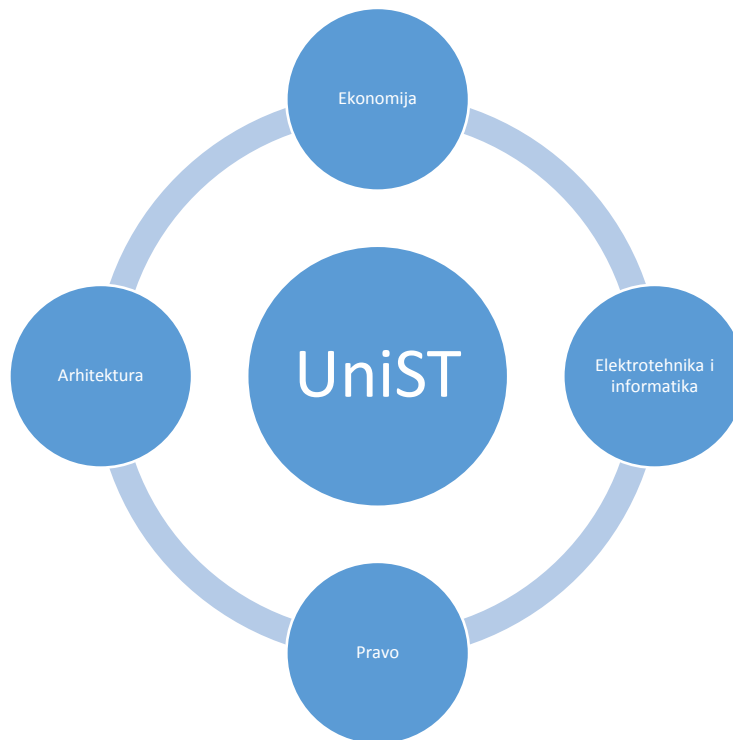 Ekonomija
Arhitektura
UniST
Elektrotehnika i
informatika
Pravo